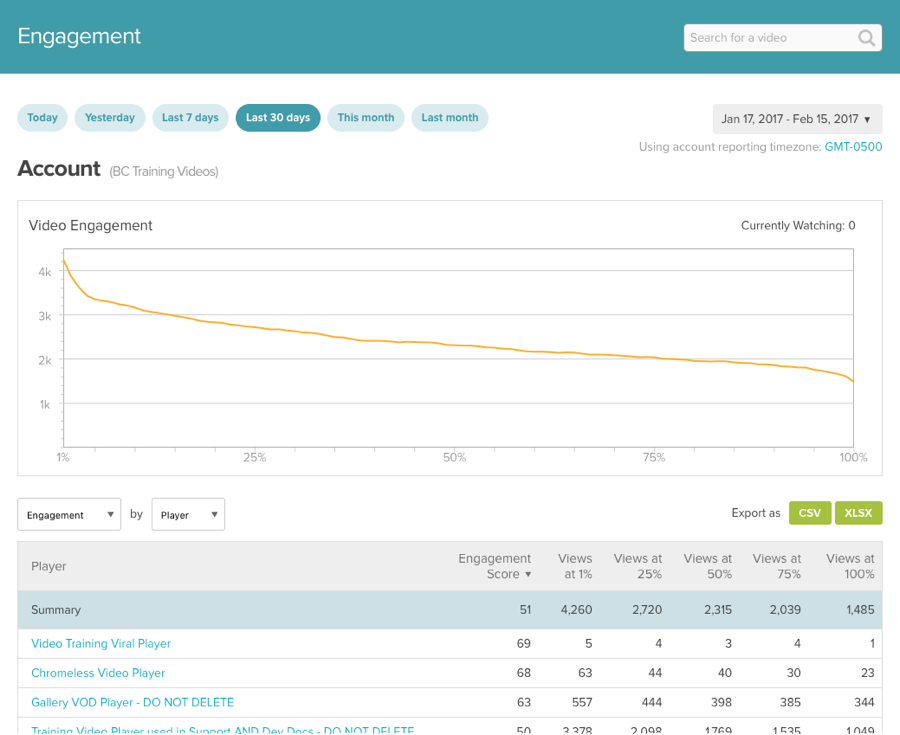 Engagement
Search for a video
Today Yesterday Last 7 days Last 30 days This month Last month
Jan 17, 2017 - Feb 15, 2017 ▼
Using account reporting timezone: GMT-0500
Account (BC Training Videos)
Video Engagement
Currently Watching: 0
4k
3k
2k
1k
1% 25% 50% 75% 100%
Engagement ▼ by Player ▼
Export as CSV XLSX
Player Engagement Score ▼ Views at 1% Views at 25% Views at 50% Views at 75% Views at 100%
Summary 51 4,260 2,720 2,315 2,039 1,485
Video Training Viral Player 69 5 4 3 4 1
Chromeless Video Player 68 63 44 40 30 23
Gallery VOD Player - DO NOT DELETE 63 557 444 398 385 344
Training Video Player used in Support AND Dev Docs - DO NOT DELETE 50 3,378 2,098 1,769 1,535 1,049